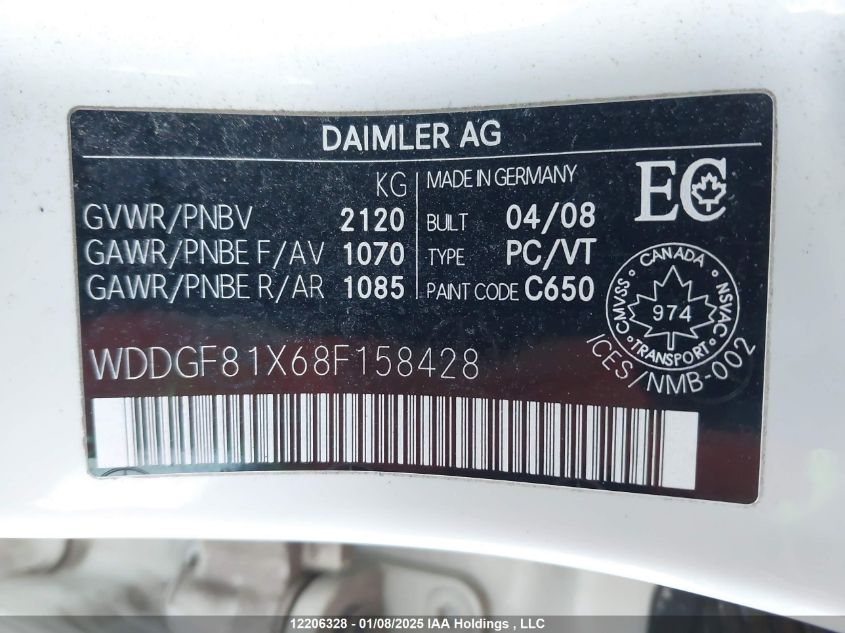 DAIMLER AG
KG
GVWR/PNBV 2120
GAWR/PNBE F/AV 1070
GAWR/PNBE R/AR 1085
MADE IN GERMANY
BUILT 04/08
TYPE PC/VT
PAINT CODE C650
EC
CANADA
CMVSS 974 NSVAC
TRANSPORT
ICES/NMB-002
WDDGF81X68F158428
12206328 - 01/08/2025 IAA Holdings , LLC